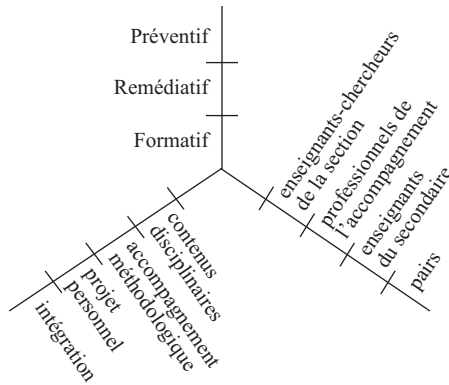 Préventif
Remédiatif
Formatif
enseignants-chercheurs
de la section
professionnels de
l'accompagnement
enseignants
du secondaire
pairs
contenus
disciplinaires
accompagnement
méthodologique
projet
personnel
intégration